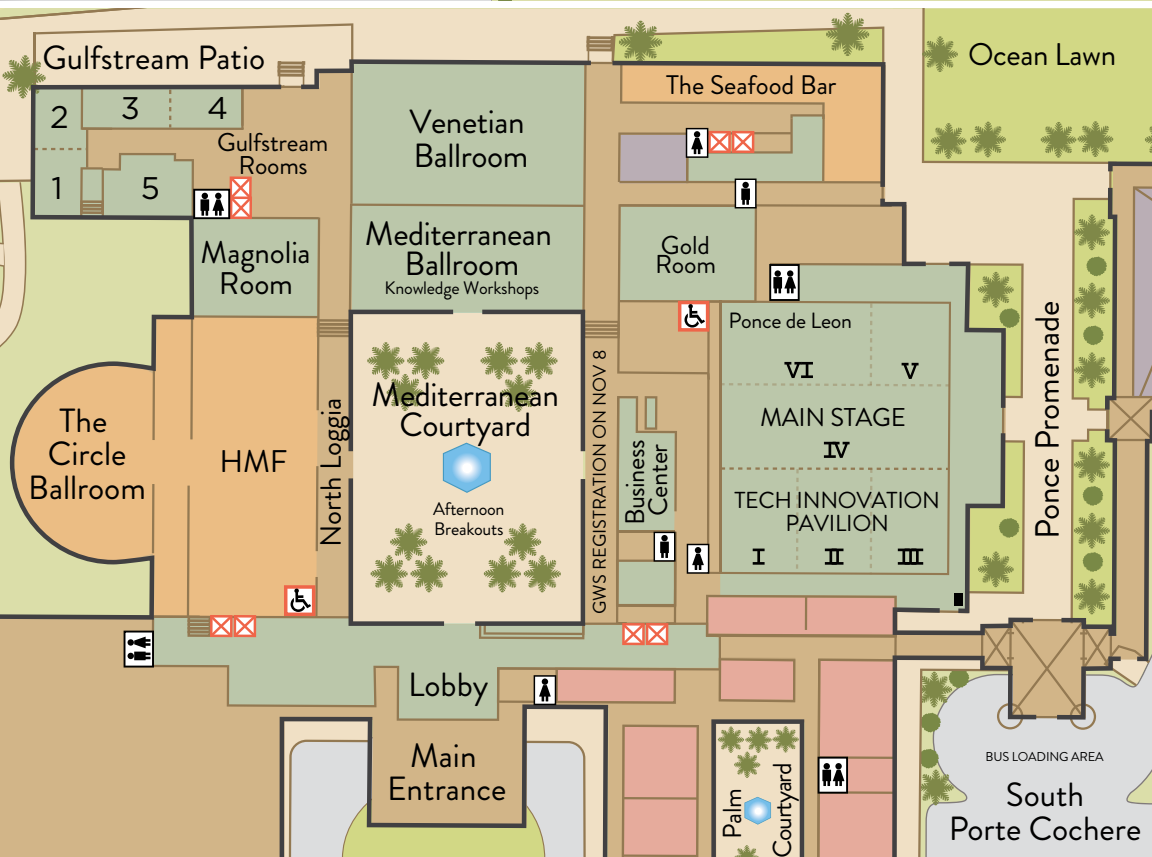 Gulfstream Patio
2
3
4
1
5
Gulfstream
Rooms
Magnolia
Room
Venetian
Ballroom
Mediterranean
Ballroom
Knowledge Workshops
The Seafood Bar
Ocean Lawn
Gold
Room
Ponce de Leon
VI
V
MAIN STAGE
IV
TECH INNOVATION
PAVILION
I
II
III
Ponce Promenade
The
Circle
Ballroom
HMF
North Loggia
Mediterranean
Courtyard
Afternoon
Breakouts
GWS REGISTRATION ON NOV 8
Business
Center
Lobby
Main
Entrance
Palm
Courtyard
BUS LOADING AREA
South
Porte Cochere